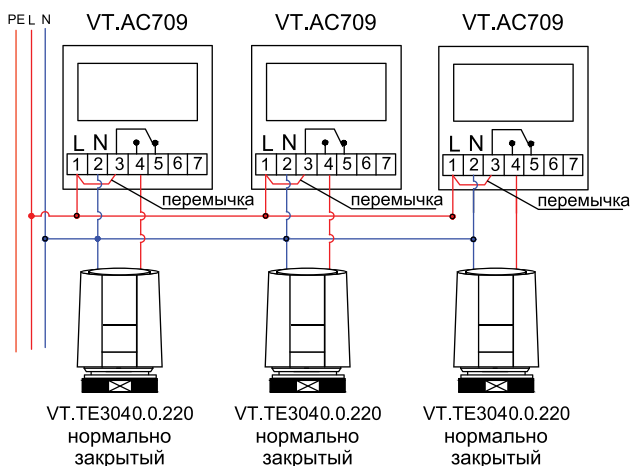 PE L N
VT.AC709 VT.AC709 VT.AC709
L N L N L N
1 2 3 4 5 6 7 1 2 3 4 5 6 7 1 2 3 4 5 6 7
перемычка перемычка перемычка
VT.TE3040.0.220 VT.TE3040.0.220 VT.TE3040.0.220
нормально нормально нормально
закрытый закрытый закрытый